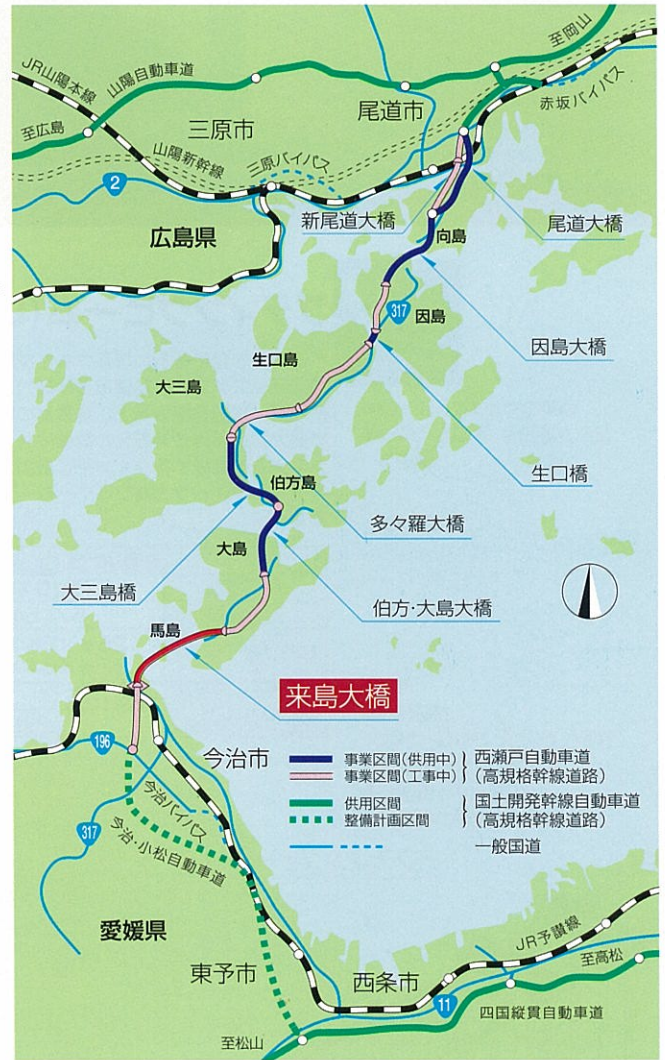 至岡山
JR山陽本線
山陽自動車道
尾道市
赤坂バイパス
至広島
三原市
山陽新幹線
三原バイパス
2
新尾道大橋
尾道大橋
広島県
向島
317
因島
因島大橋
生口島
大三島
生口橋
伯方島
多々羅大橋
大島
大三島橋
伯方・大島大橋
馬島
来島大橋
196
今治市
事業区間(供用中)
事業区間(工事中)
西瀬戸自動車道
(高規格幹線道路)
供用区間
整備計画区間
国土開発幹線自動車道
(高規格幹線道路)
一般国道
今治バイパス
317
今治・小松自動車道
愛媛県
JR予讃線
東予市
西条市
至高松
11
四国縦貫自動車道
至松山